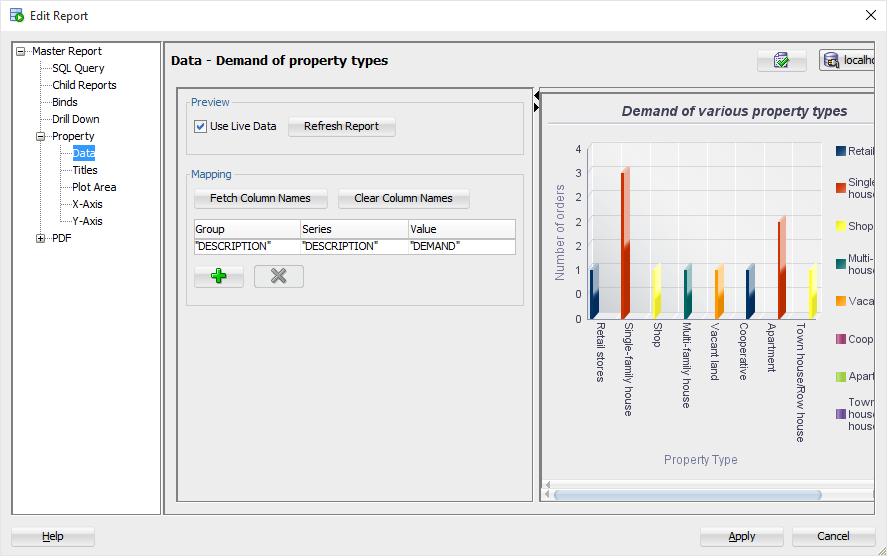 Edit Report
Master Report
SQL Query
Child Reports
Binds
Drill Down
Property
Data
Titles
Plot Area
X-Axis
Y-Axis
PDF
Data - Demand of property types
localho
Preview
Use Live Data
Refresh Report
Mapping
Fetch Column Names
Clear Column Names
Group Series Value
"DESCRIPTION" "DESCRIPTION" "DEMAND"
Demand of various property types
Number of orders
4
3
2
2
2
1
0
0
Retail stores
Single-family house
Shop
Multi-family house
Vacant land
Cooperative
Apartment
Town house/Row house
Property Type
Retail
Single-
house
Shop
Multi-
house
Vaca
Coop
Apart
Town
house
house
Help
Apply
Cancel